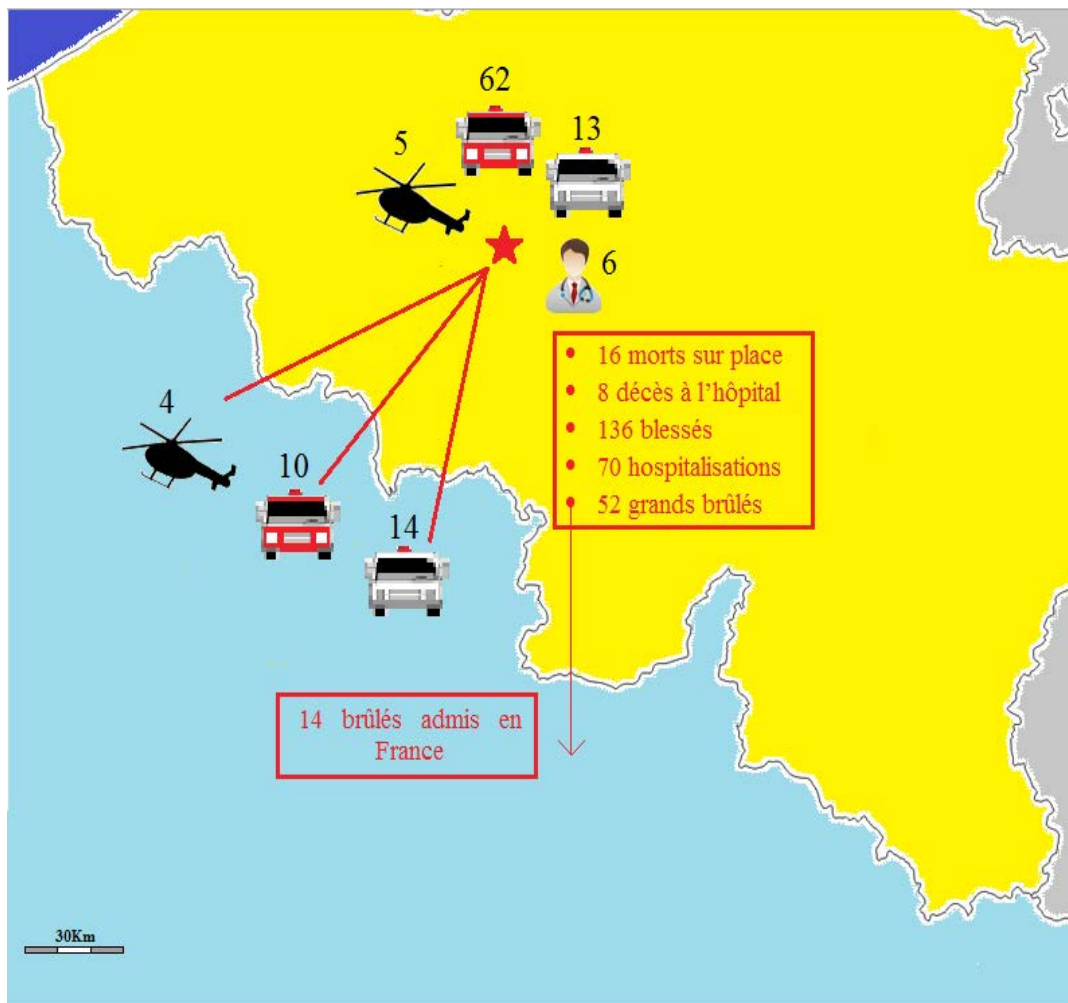 62
13
5
6
• 16 morts sur place
• 8 décès à l'hôpital
• 136 blessés
• 70 hospitalisations
• 52 grands brûlés
4
10
14
14 brûlés admis en
France
30Km